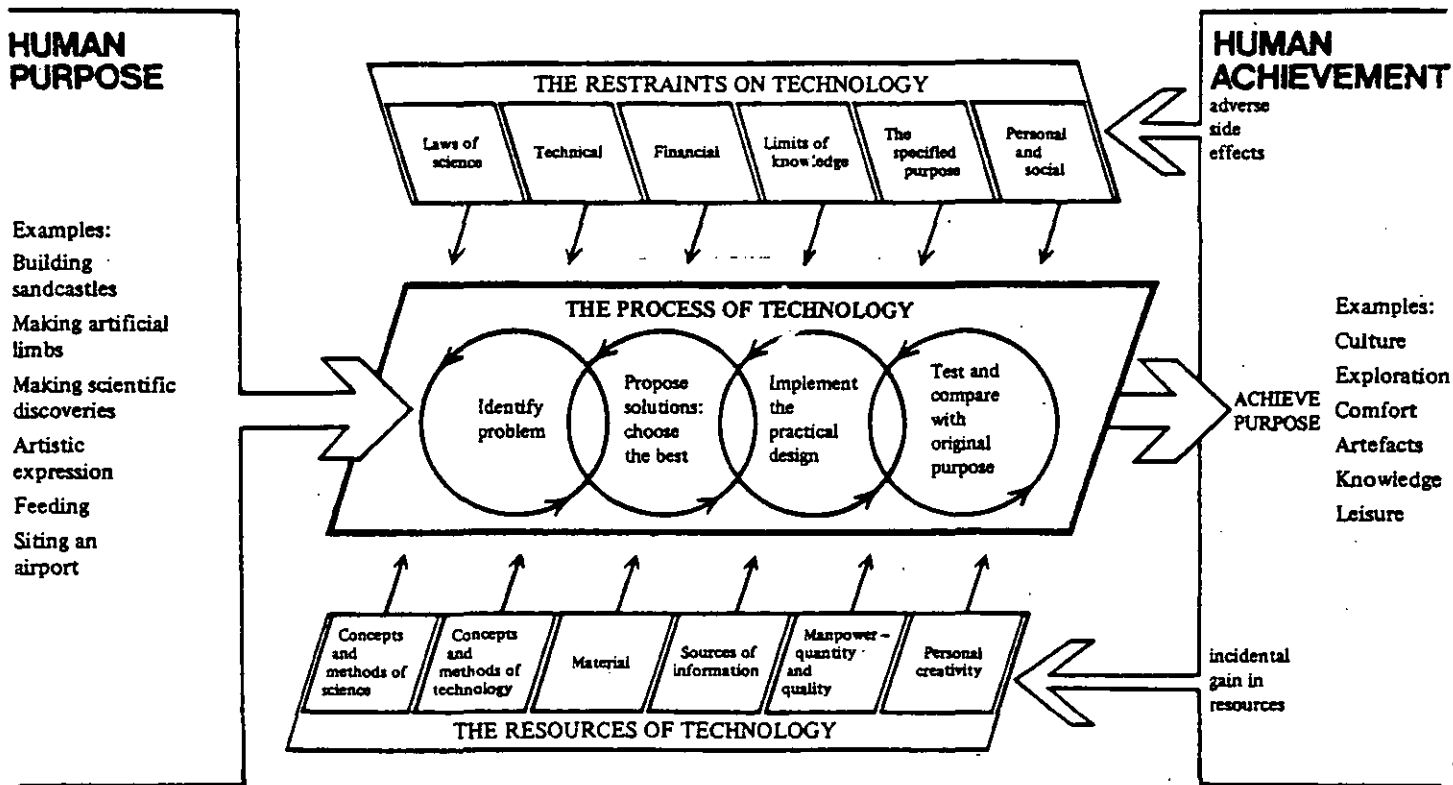 HUMAN
PURPOSE
Examples:
Building
sandcastles
Making artificial
limbs
Making scientific
discoveries
Artistic
expression
Feeding
Siting an
airport
THE RESTRAINTS ON TECHNOLOGY
Laws of
science
Technical
Financial
Limits of
knowledge
The
specified
purpose
Personal
and
social
THE PROCESS OF TECHNOLOGY
Identify
problem
Propose
solutions:
choose
the best
Implement
the
practical
design
Test and
compare
with
original
purpose
Concepts
and
methods of
science
Concepts
and
methods of
technology
Material
Sources of
information
Manpower –
quantity
and
quality
Personal
creativity
THE RESOURCES OF TECHNOLOGY
HUMAN
ACHIEVEMENT
adverse
side
effects
ACHIEVE
PURPOSE
Examples:
Culture
Exploration
Comfort
Artefacts
Knowledge
Leisure
incidental
gain in
resources